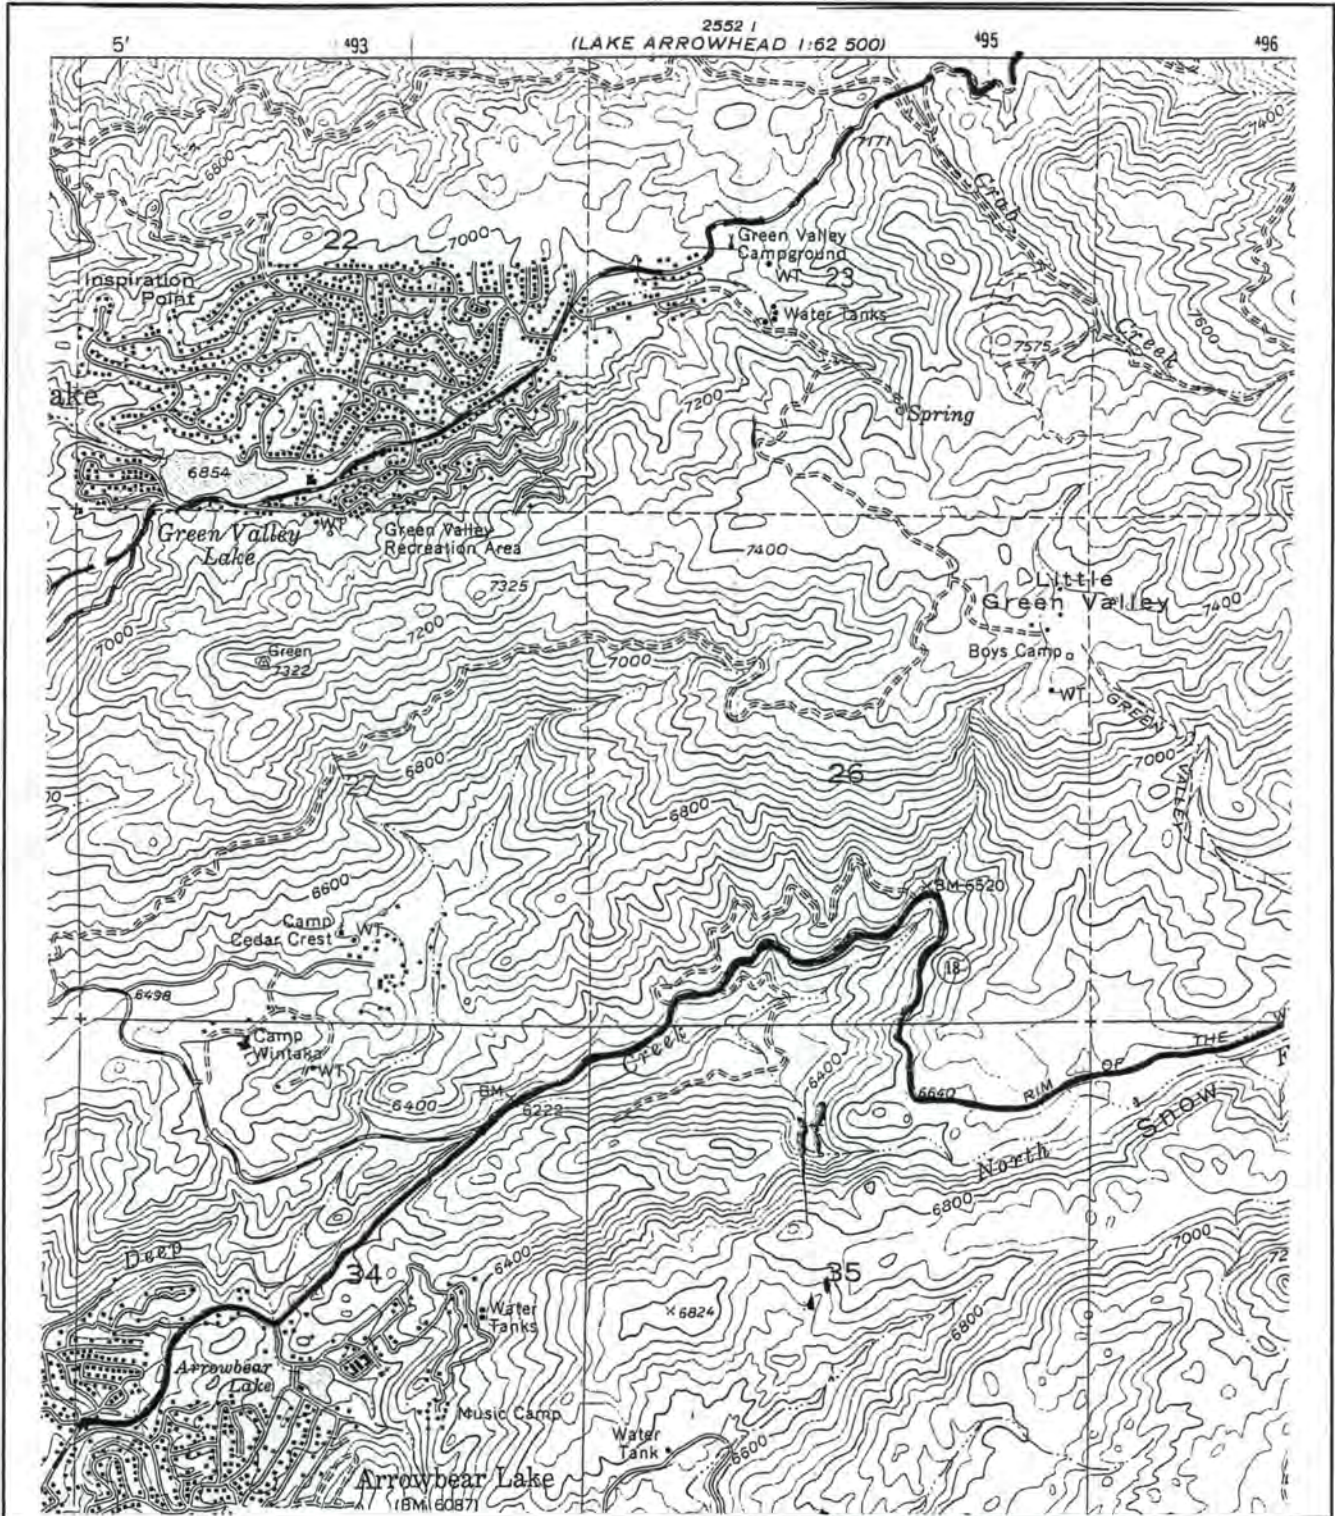 2552 I
(LAKE ARROWHEAD 1:62 500)
5'
493
495
496
7400
6800
7171
Crab
22
7000
Green Valley
Campground
WT
23
Inspiration
Point
Water Tanks
7600
Creek
7575
ake
7200
Spring
6854
WT
Green Valley
Lake
Green Valley
Recreation Area
7400
7325
Little
Green Valley
7400
7200
7000
Green
7322
7000
Boys Camp
WT
GREEN
VALLEY
7000
6800
27
26
6800
6600
BM 6520
Camp
Cedar Crest
WT
18
6498
Camp
Wintaka
WT
Creek
6400
THE
W
OF
RIM
F
BM
6222
6400
6640
Snow
North
6800
7000
Deep
6400
34
35
72
Water
Tanks
6824
6800
Arrowbear
Lake
Music Camp
Water
Tank
6600
Arrowbear Lake
(BM 6087)